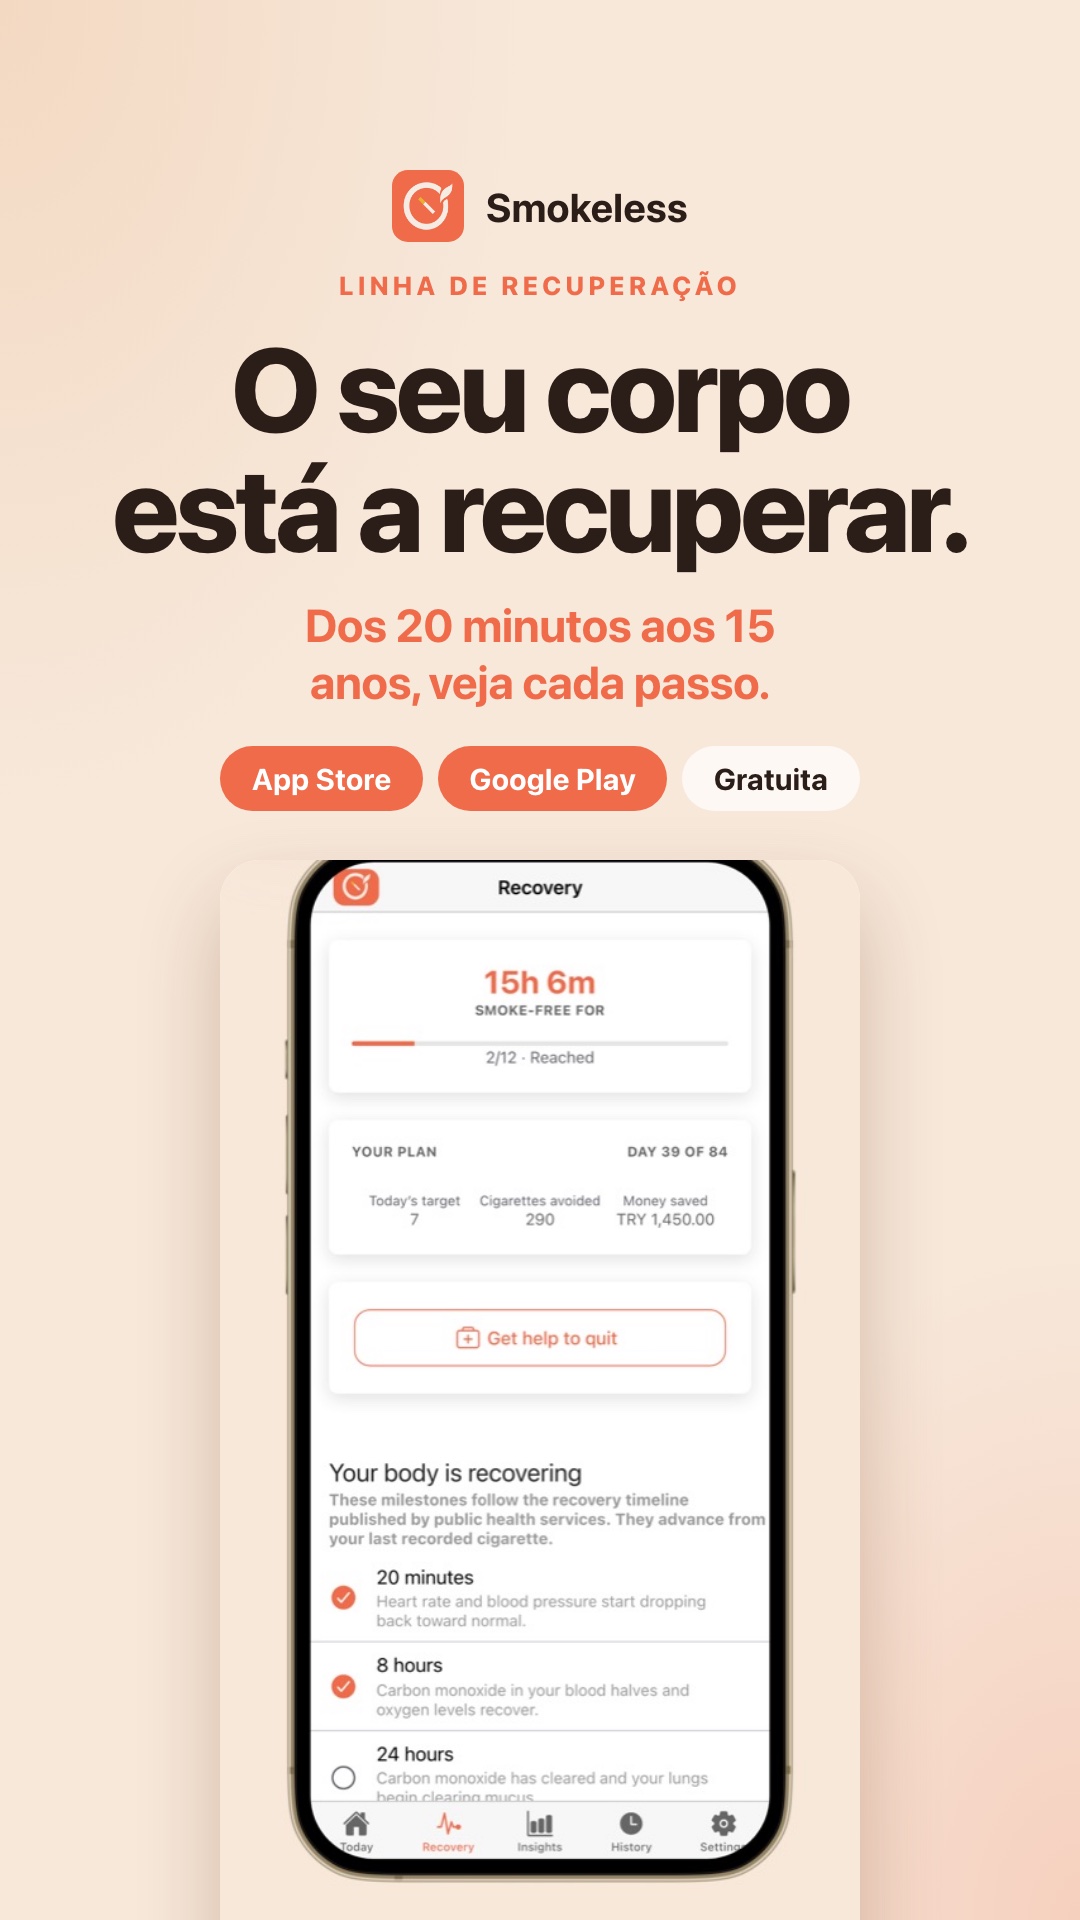 Smokeless
LINHA DE RECUPERAÇÃO
O seu corpo
está a recuperar.
Dos 20 minutos aos 15
anos, veja cada passo.
App Store
Google Play
Gratuita
Recovery
15h 6m
SMOKE-FREE FOR
2/12 · Reached
YOUR PLAN
DAY 39 OF 84
Today's target
7
Cigarettes avoided
290
Money saved
TRY 1,450.00
Get help to quit
Your body is recovering
These milestones follow the recovery timeline
published by public health services. They advance from
your last recorded cigarette.
20 minutes
Heart rate and blood pressure start dropping
back toward normal.
8 hours
Carbon monoxide in your blood halves and
oxygen levels recover.
24 hours
Carbon monoxide has cleared and your lungs
begin clearing mucus
Today
Recovery
Insights
History
Settings